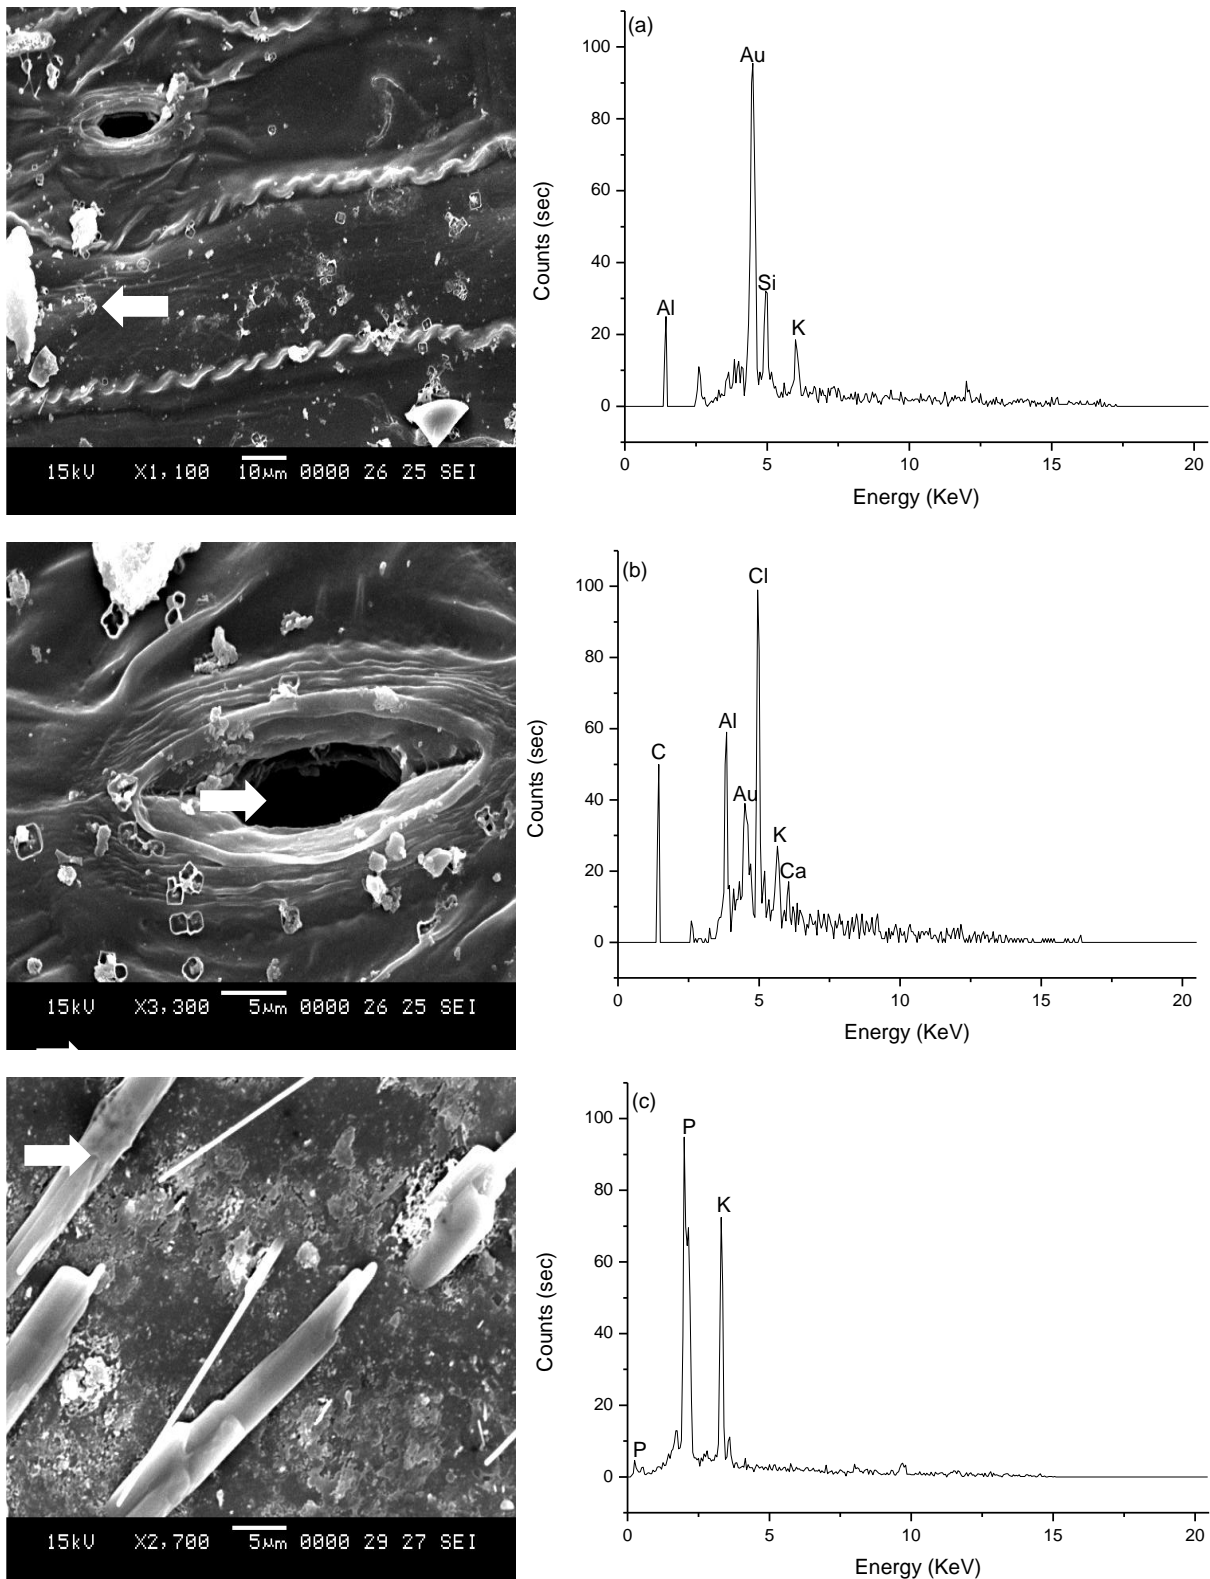 (a)
100
80
60
40
20
0
Counts (sec)
Au
Si
Al
K
0 5 10 15 20
Energy (KeV)
15kU X1,100 10µm 0000 26 25 SEI
(b)
100
80
60
40
20
0
Counts (sec)
Cl
Al
C
Au
K
Ca
0 5 10 15 20
Energy (KeV)
15kU X3,300 5µm 0000 26 25 SEI
(c)
100
80
60
40
20
0
Counts (sec)
P
K
P
0 5 10 15 20
Energy (KeV)
15kU X2,700 5µm 0000 29 27 SEI